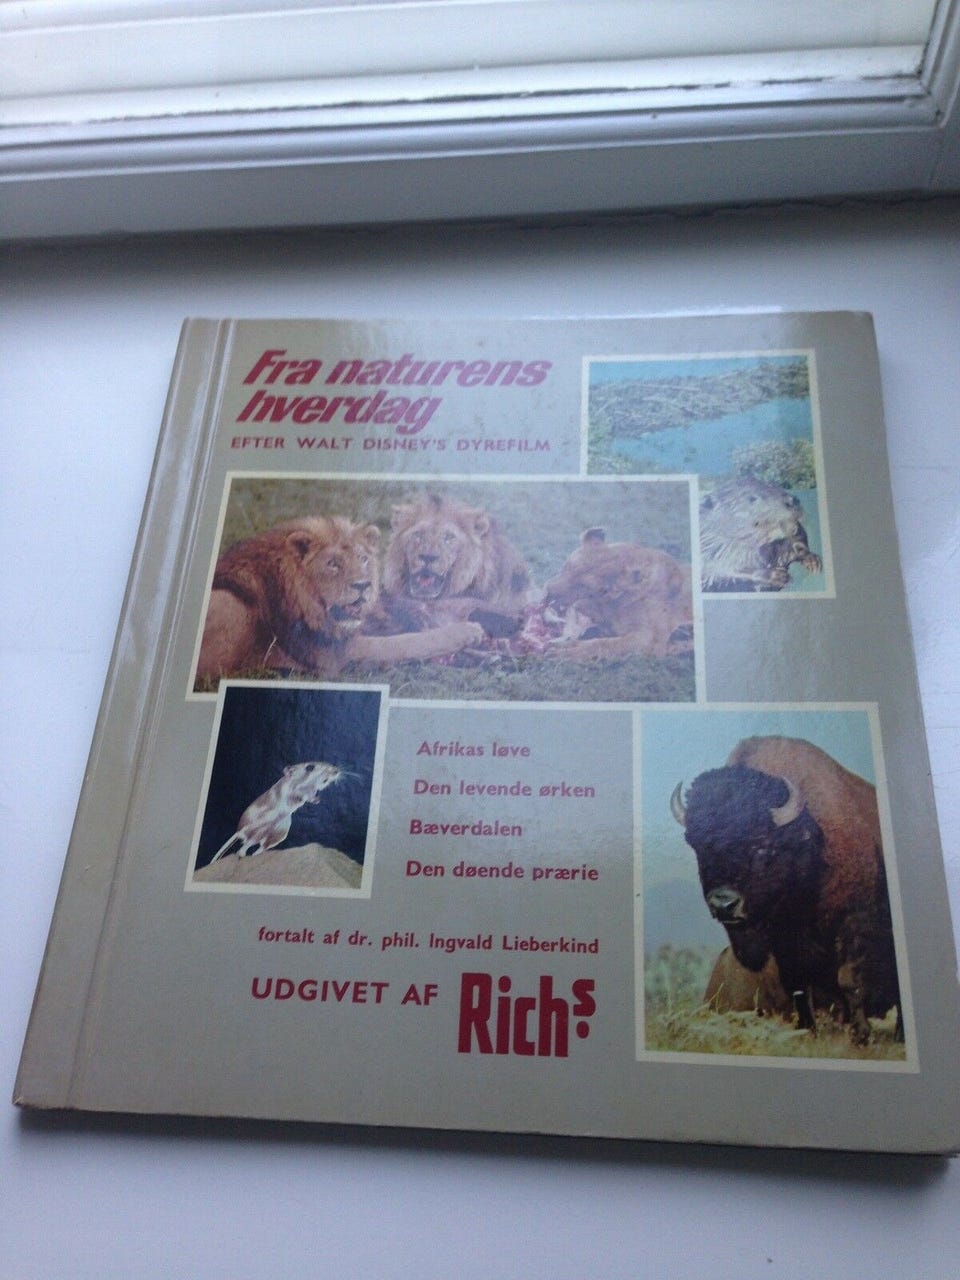 Fra naturens
hverdag
EFTER WALT DISNEY'S DYREFILM
Afrikas løve
Den levende ørken
Bæverdalen
Den døende prærie
fortalt af dr. phil. Ingvald Lieberkind
UDGIVET AF Richs.